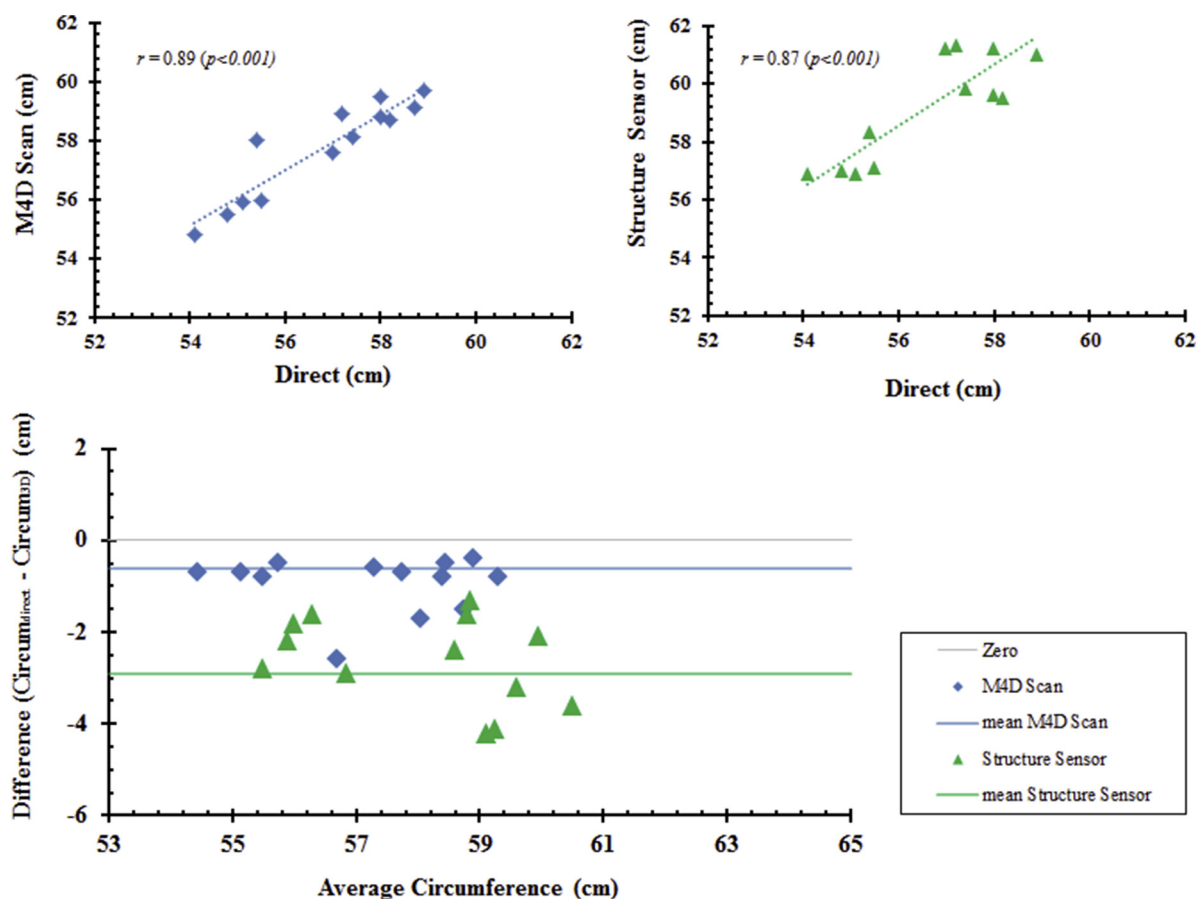 62
60
58
56
54
52
M4D Scan (cm)
r = 0.89 (p<0.001)
52 54 56 58 60 62
Direct (cm)
62
60
58
56
54
52
Structure Sensor (cm)
r = 0.87 (p<0.001)
52 54 56 58 60 62
Direct (cm)
Difference (Circumdirect - Circum3D) (cm)
2
0
-2
-4
-6
53 55 57 59 61 63 65
Average Circumference (cm)
Zero
M4D Scan
mean M4D Scan
Structure Sensor
mean Structure Sensor